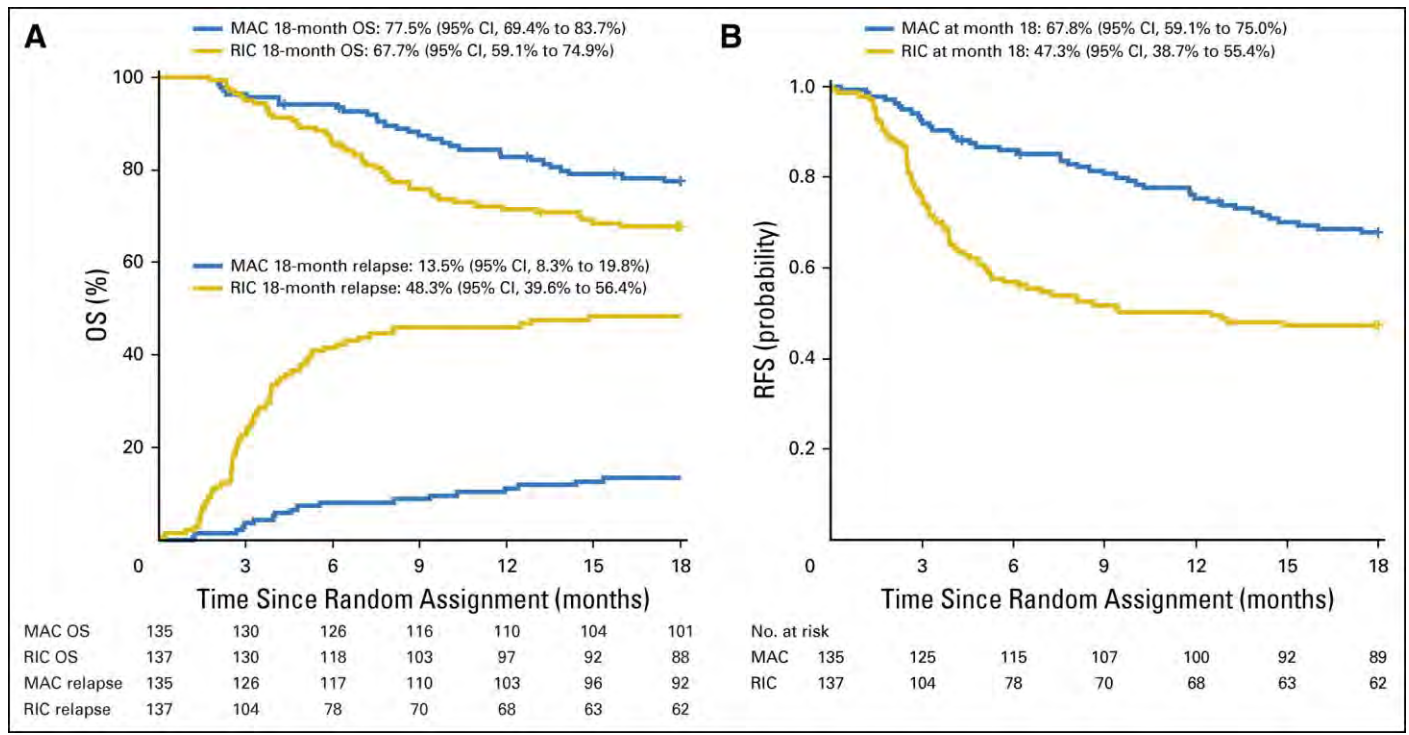 A
MAC 18-month OS: 77.5% (95% CI, 69.4% to 83.7%)
RIC 18-month OS: 67.7% (95% CI, 59.1% to 74.9%)
100
80
60
40
20
0
OS (%)
MAC 18-month relapse: 13.5% (95% CI, 8.3% to 19.8%)
RIC 18-month relapse: 48.3% (95% CI, 39.6% to 56.4%)
3 6 9 12 15 18
Time Since Random Assignment (months)
MAC OS 135 130 126 116 110 104 101
RIC OS 137 130 118 103 97 92 88
MAC relapse 135 126 117 110 103 96 92
RIC relapse 137 104 78 70 68 63 62
B
MAC at month 18: 67.8% (95% CI, 59.1% to 75.0%)
RIC at month 18: 47.3% (95% CI, 38.7% to 55.4%)
1.0
0.8
0.6
0.4
0.2
0
RFS (probability)
3 6 9 12 15 18
Time Since Random Assignment (months)
No. at risk
MAC 135 125 115 107 100 92 89
RIC 137 104 78 70 68 63 62